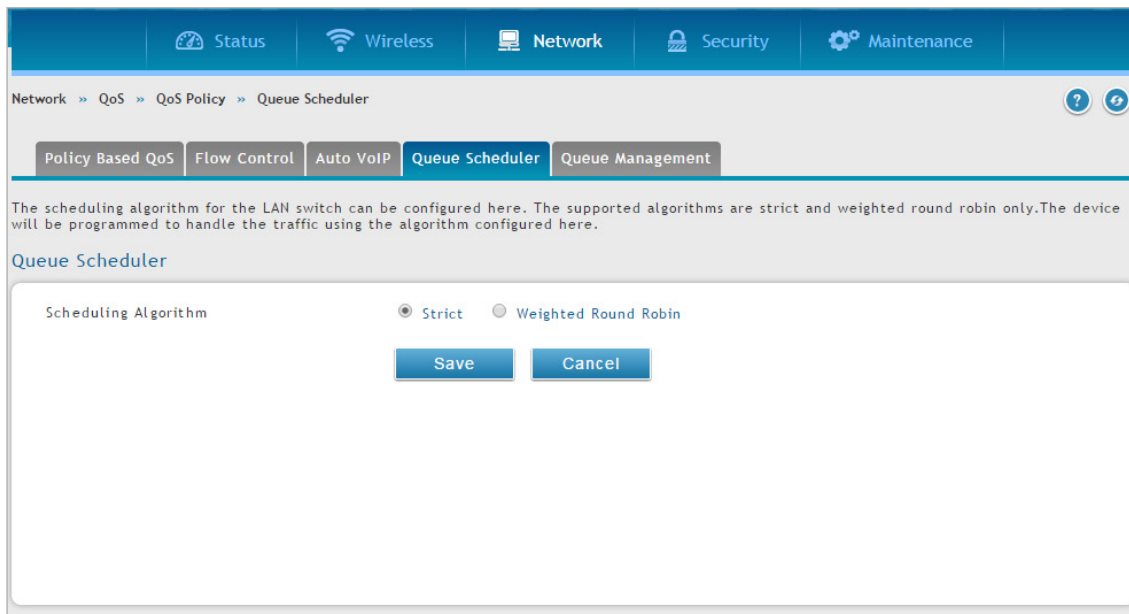 Status Wireless Network Security Maintenance
Network » QoS » QoS Policy » Queue Scheduler ?
Policy Based QoS Flow Control Auto VoIP Queue Scheduler Queue Management
The scheduling algorithm for the LAN switch can be configured here. The supported algorithms are strict and weighted round robin only.The device
will be programmed to handle the traffic using the algorithm configured here.
Queue Scheduler
Scheduling Algorithm Strict Weighted Round Robin
Save Cancel